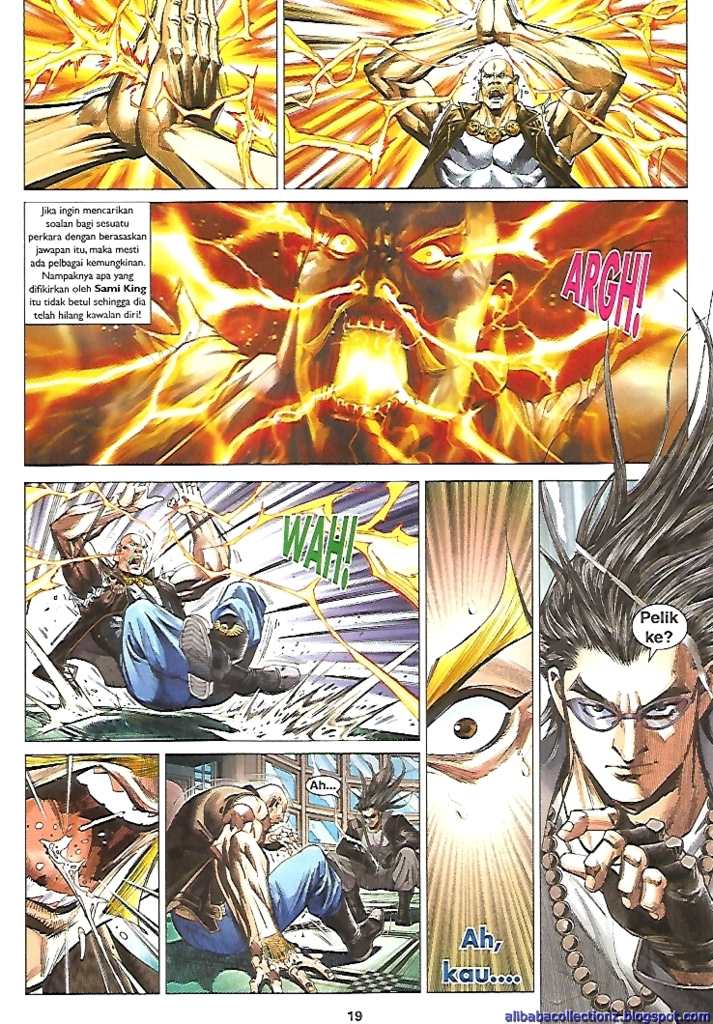 Jika ingin mencarikan
soalan bagi sesuatu
perkara dengan berasaskan
jawapan itu, maka mesti
ada pelbagai kemungkinan.
Nampaknya apa yang
difikirkan oleh Sami King
itu tidak betul sehingga dia
telah hilang kawalan diri!
ARGH!
WAH!
Pelik
ke?
Ah...
Ah,
kau....
19
alibabacollectionz.blogspot.com